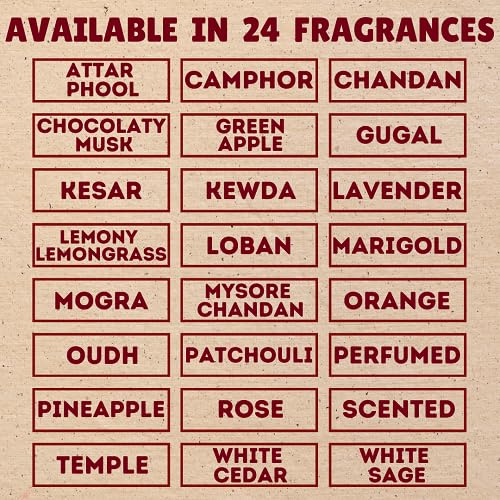 AVAILABLE IN 24 FRAGRANCES
ATTAR
PHOOL
CAMPHOR
CHANDAN
CHOCOLATY
MUSK
GREEN
APPLE
GUGAL
KESAR
KEWDA
LAVENDER
LEMONY
LEMONGRASS
LOBAN
MARIGOLD
MOGRA
MYSORE
CHANDAN
ORANGE
OUDH
PATCHOULI
PERFUMED
PINEAPPLE
ROSE
SCENTED
TEMPLE
WHITE
CEDAR
WHITE
SAGE